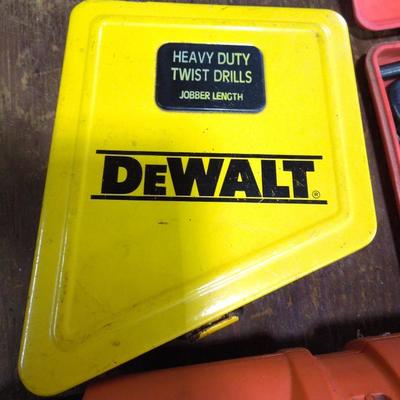 HEAVY DUTY
TWIST DRILLS
JOBBER LENGTH
DEWALT®